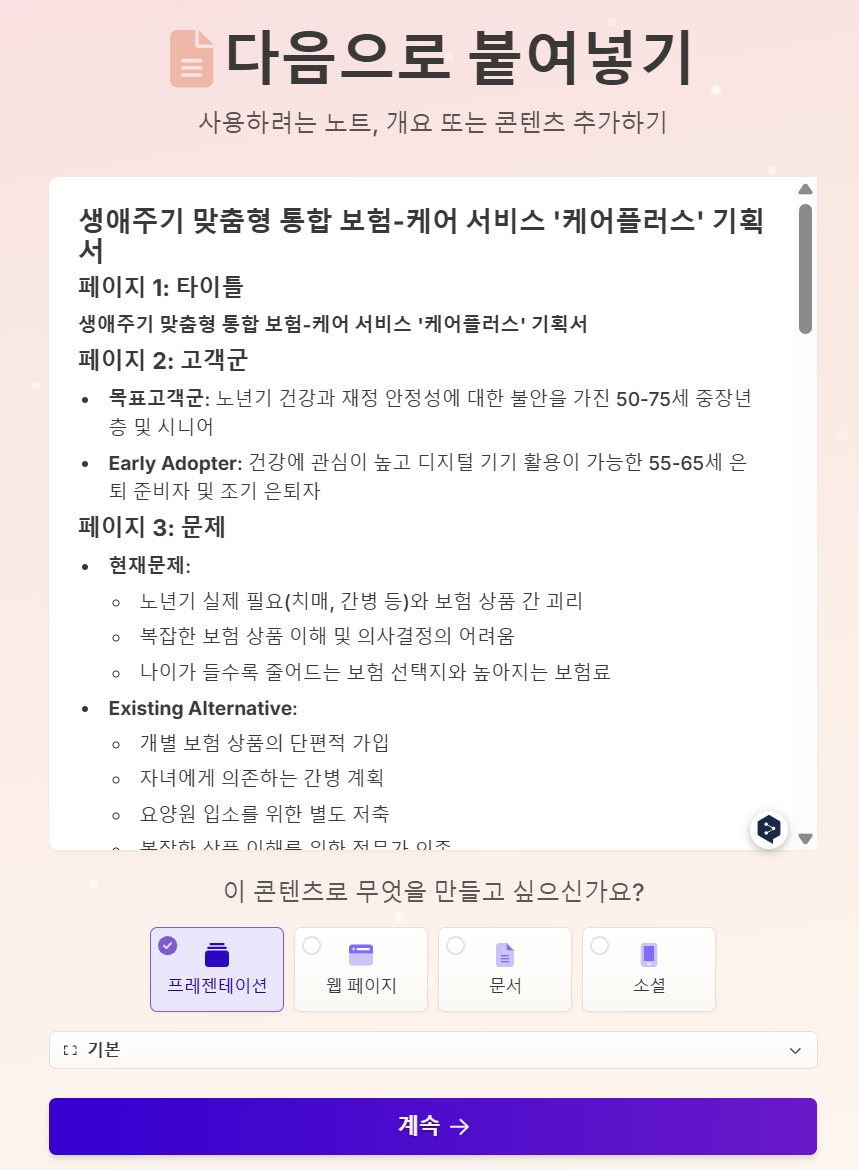 다음으로 붙여넣기
사용하려는 노트, 개요 또는 콘텐츠 추가하기
생애주기 맞춤형 통합 보험-케어 서비스 '케어플러스' 기획
서
페이지 1: 타이틀
생애주기 맞춤형 통합 보험-케어 서비스 '케어플러스' 기획서
페이지 2: 고객군
• 목표고객군: 노년기 건강과 재정 안정성에 대한 불안을 가진 50-75세 중장년
층 및 시니어
• Early Adopter: 건강에 관심이 높고 디지털 기기 활용이 가능한 55-65세 은
퇴 준비자 및 조기 은퇴자
페이지 3: 문제
• 현재문제:
◦ 노년기 실제 필요(치매, 간병 등)와 보험 상품 간 괴리
◦ 복잡한 보험 상품 이해 및 의사결정의 어려움
◦ 나이가 들수록 줄어드는 보험 선택지와 높아지는 보험료
• Existing Alternative:
◦ 개별 보험 상품의 단편적 가입
◦ 자녀에게 의존하는 간병 계획
◦ 요양원 입소를 위한 별도 저축
◦ 복잡한 상품 이해를 위한 전문가 의존
이 콘텐츠로 무엇을 만들고 싶으신가요?
프레젠테이션
웹 페이지
문서
소셜
기본
계속 →